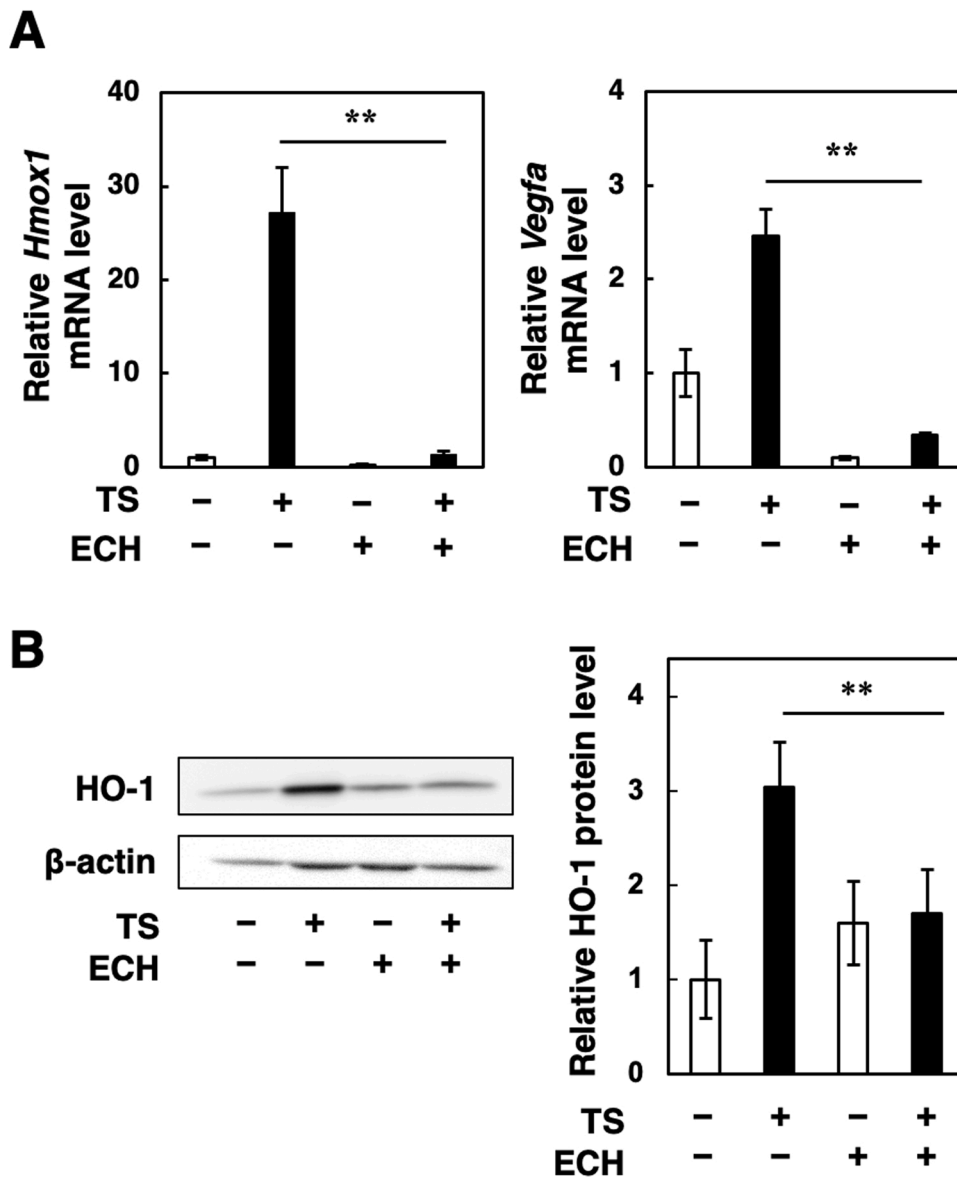 A
Relative Hmox1
mRNA level
40
30
20
10
0
**
TS − + − +
ECH − − + +
Relative Vegfa
mRNA level
4
3
2
1
0
**
TS − + − +
ECH − − + +
B
HO-1
β-actin
TS − + − +
ECH − − + +
Relative HO-1 protein level
4
3
2
1
0
**
TS − + − +
ECH − − + +